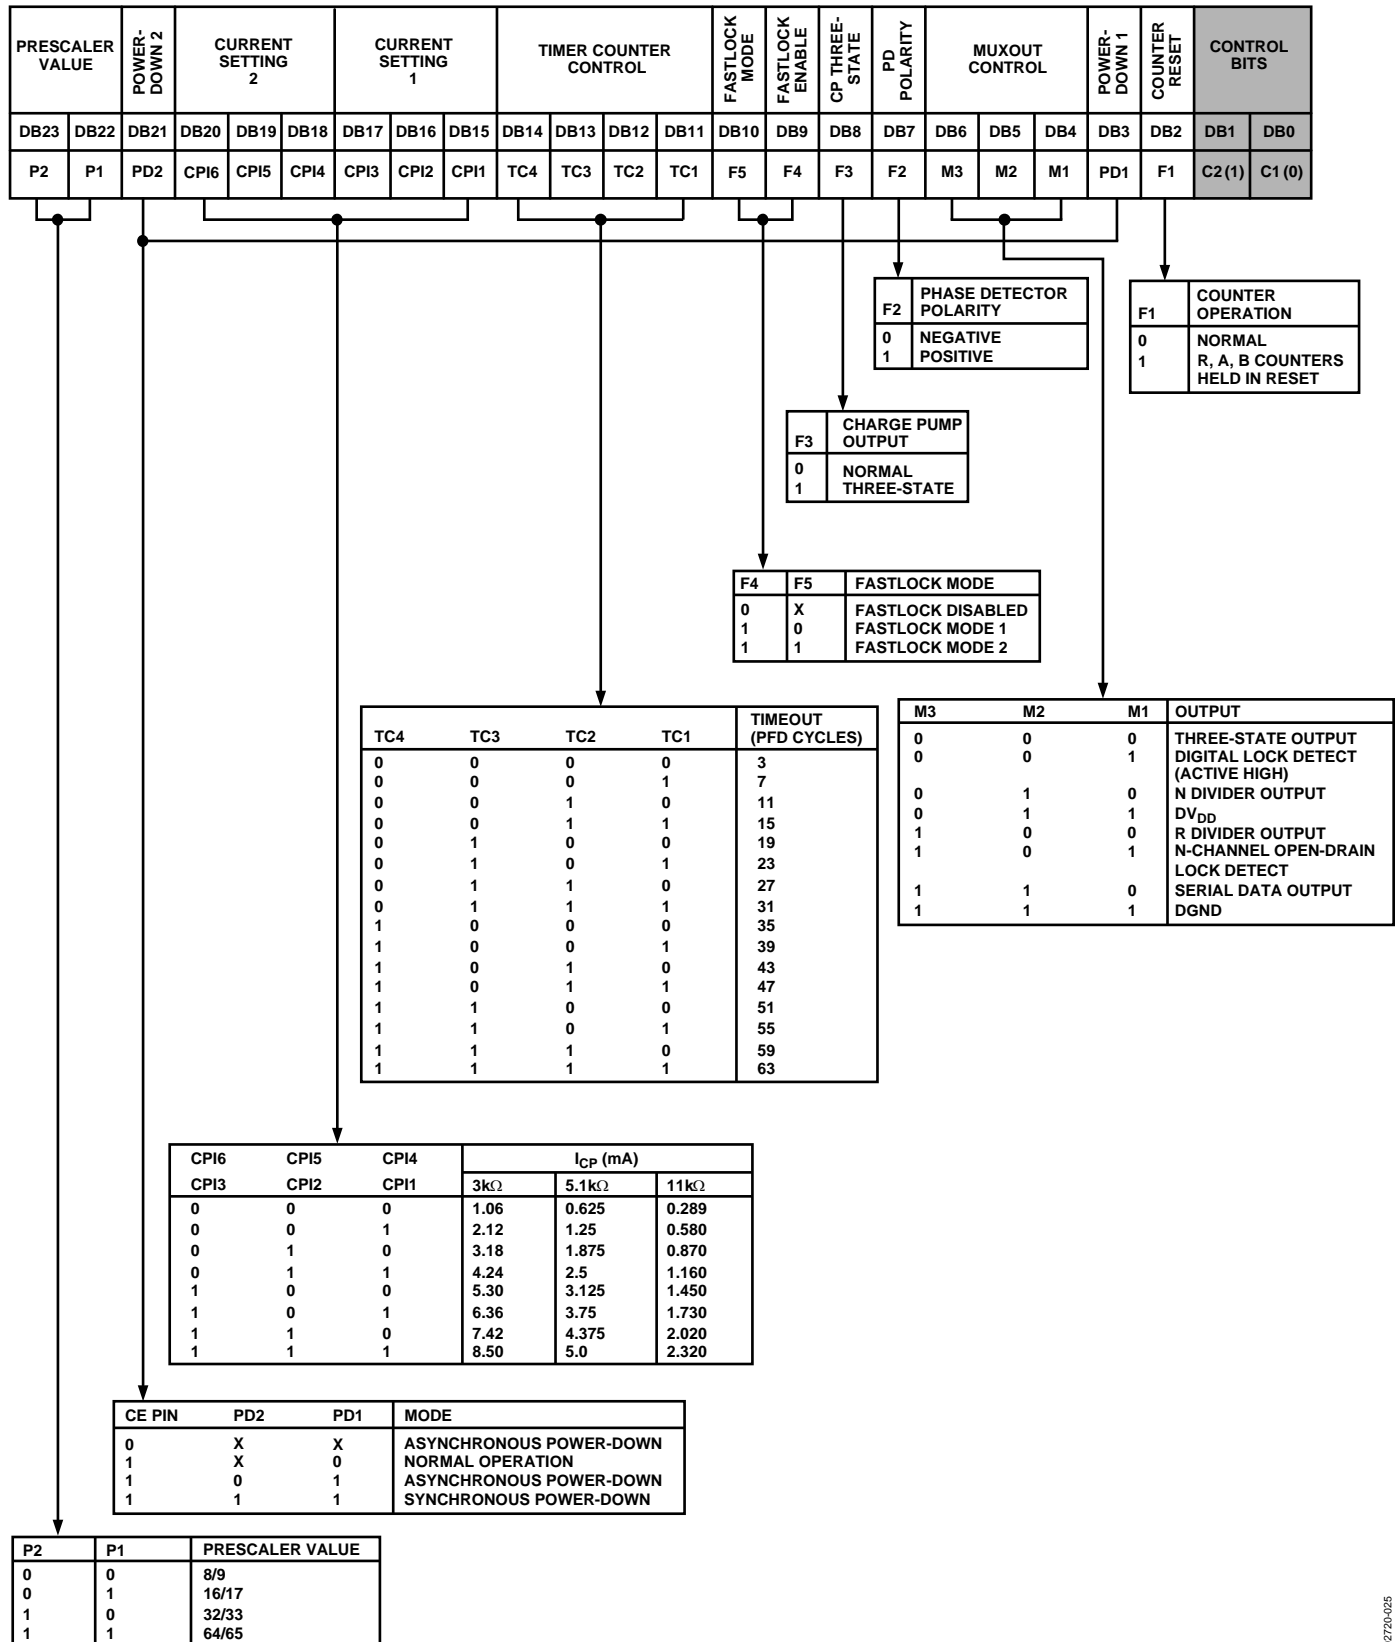 PRESCALER VALUE
POWER-DOWN 2
CURRENT SETTING 2
CURRENT SETTING 1
TIMER COUNTER CONTROL
FASTLOCK MODE
FASTLOCK ENABLE
CP THREE-STATE
PD POLARITY
MUXOUT CONTROL
POWER-DOWN 1
COUNTER RESET
CONTROL BITS
DB23 DB22 DB21 DB20 DB19 DB18 DB17 DB16 DB15 DB14 DB13 DB12 DB11 DB10 DB9 DB8 DB7 DB6 DB5 DB4 DB3 DB2 DB1 DB0
P2 P1 PD2 CPI6 CPI5 CPI4 CPI3 CPI2 CPI1 TC4 TC3 TC2 TC1 F5 F4 F3 F2 M3 M2 M1 PD1 F1 C2 (1) C1 (0)
F2 PHASE DETECTOR POLARITY
0 NEGATIVE
1 POSITIVE
F1 COUNTER OPERATION
0 NORMAL
1 R, A, B COUNTERS
HELD IN RESET
F3 CHARGE PUMP OUTPUT
0 NORMAL
1 THREE-STATE
F4 F5 FASTLOCK MODE
0 X FASTLOCK DISABLED
1 0 FASTLOCK MODE 1
1 1 FASTLOCK MODE 2
TC4 TC3 TC2 TC1 TIMEOUT (PFD CYCLES)
0 0 0 0 3
0 0 0 1 7
0 0 1 0 11
0 0 1 1 15
0 1 0 0 19
0 1 0 1 23
0 1 1 0 27
0 1 1 1 31
1 0 0 0 35
1 0 0 1 39
1 0 1 0 43
1 0 1 1 47
1 1 0 0 51
1 1 0 1 55
1 1 1 0 59
1 1 1 1 63
M3 M2 M1 OUTPUT
0 0 0 THREE-STATE OUTPUT
0 0 1 DIGITAL LOCK DETECT
(ACTIVE HIGH)
0 1 0 N DIVIDER OUTPUT
0 1 1 DVDD
1 0 0 R DIVIDER OUTPUT
1 0 1 N-CHANNEL OPEN-DRAIN
LOCK DETECT
1 1 0 SERIAL DATA OUTPUT
1 1 1 DGND
CPI6 CPI5 CPI4 ICP (mA)
CPI3 CPI2 CPI1 3kΩ 5.1kΩ 11kΩ
0 0 0 1.06 0.625 0.289
0 0 1 2.12 1.25 0.580
0 1 0 3.18 1.875 0.870
0 1 1 4.24 2.5 1.160
1 0 0 5.30 3.125 1.450
1 0 1 6.36 3.75 1.730
1 1 0 7.42 4.375 2.020
1 1 1 8.50 5.0 2.320
CE PIN PD2 PD1 MODE
0 X X ASYNCHRONOUS POWER-DOWN
1 X 0 NORMAL OPERATION
1 0 1 ASYNCHRONOUS POWER-DOWN
1 1 1 SYNCHRONOUS POWER-DOWN
P2 P1 PRESCALER VALUE
0 0 8/9
0 1 16/17
1 0 32/33
1 1 64/65